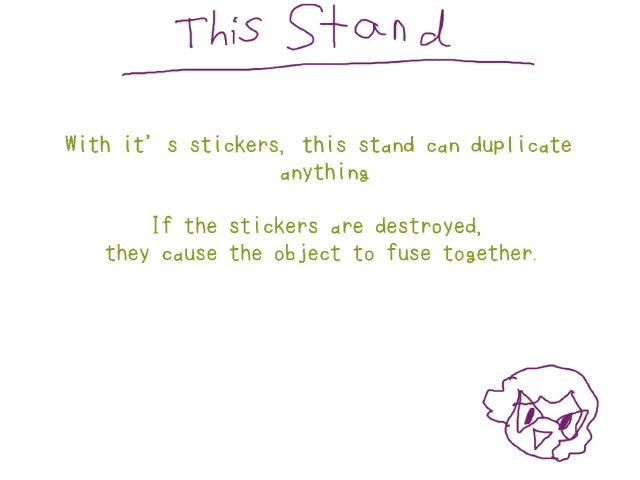 This Stand
With it's stickers, this stand can duplicate
anything
If the stickers are destroyed,
they cause the object to fuse together.